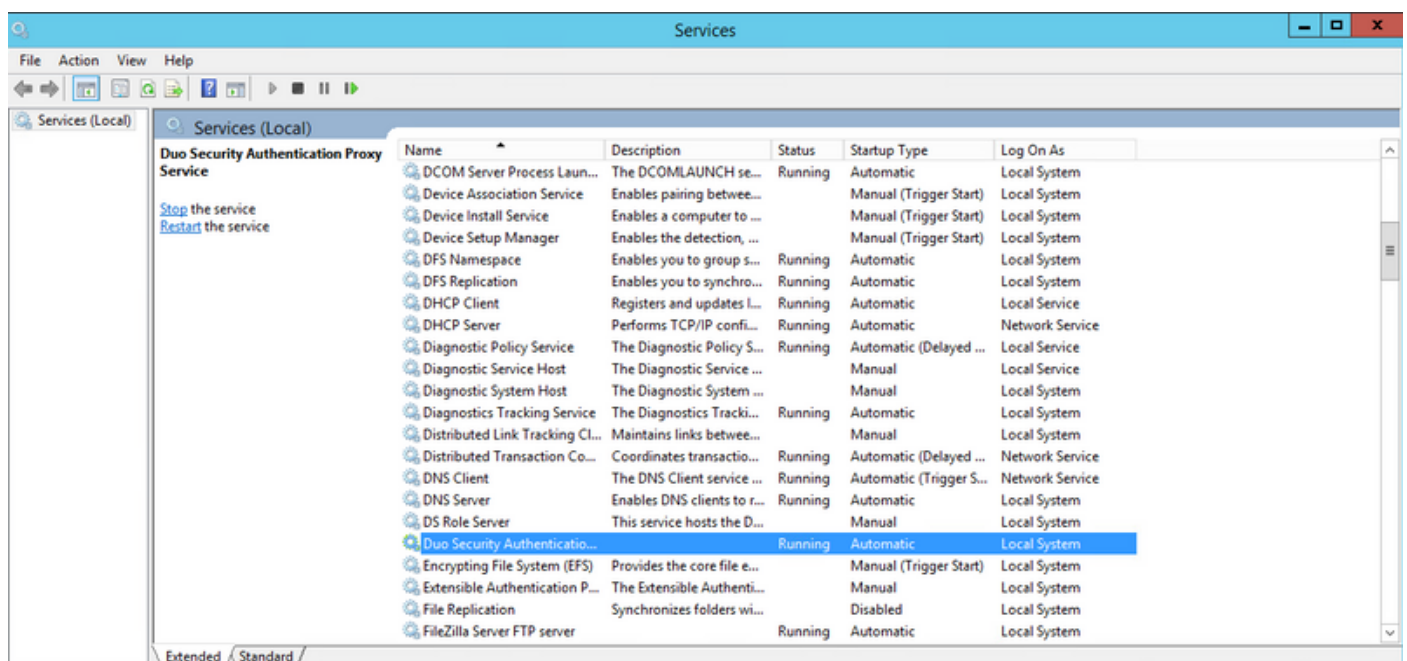 Services
File Action View Help
Services (Local)
Services (Local)
Duo Security Authentication Proxy
Service
Stop the service
Restart the service
Name Description Status Startup Type Log On As
DCOM Server Process Laun... The DCOMLAUNCH se... Running Automatic Local System
Device Association Service Enables pairing betwee... Manual (Trigger Start) Local System
Device Install Service Enables a computer to ... Manual (Trigger Start) Local System
Device Setup Manager Enables the detection, ... Manual (Trigger Start) Local System
DFS Namespace Enables you to group s... Running Automatic Local System
DFS Replication Enables you to synchro... Running Automatic Local System
DHCP Client Registers and updates I... Running Automatic Local Service
DHCP Server Performs TCP/IP confi... Running Automatic Network Service
Diagnostic Policy Service The Diagnostic Policy S... Running Automatic (Delayed ... Local Service
Diagnostic Service Host The Diagnostic Service ... Manual Local Service
Diagnostic System Host The Diagnostic System ... Manual Local System
Diagnostics Tracking Service The Diagnostics Tracki... Running Automatic Local System
Distributed Link Tracking Cl... Maintains links betwee... Manual Local System
Distributed Transaction Co... Coordinates transactio... Running Automatic (Delayed ... Network Service
DNS Client The DNS Client service ... Running Automatic (Trigger S... Network Service
DNS Server Enables DNS clients to r... Running Automatic Local System
DS Role Server This service hosts the D... Manual Local System
Duo Security Authenticatio... Running Automatic Local System
Encrypting File System (EFS) Provides the core file e... Manual (Trigger Start) Local System
Extensible Authentication P... The Extensible Authenti... Manual Local System
File Replication Synchronizes folders wi... Disabled Local System
FileZilla Server FTP server Running Automatic Local System
Extended Standard